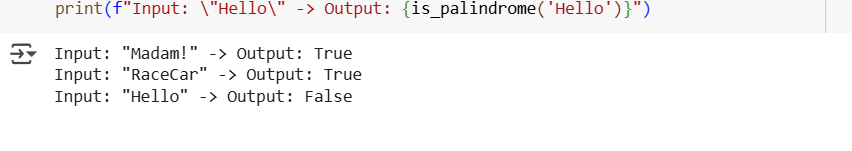 print(f"Input: \"Hello\" -> Output: {is_palindrome('Hello')}")
Input: "Madam!" -> Output: True
Input: "RaceCar" -> Output: True
Input: "Hello" -> Output: False